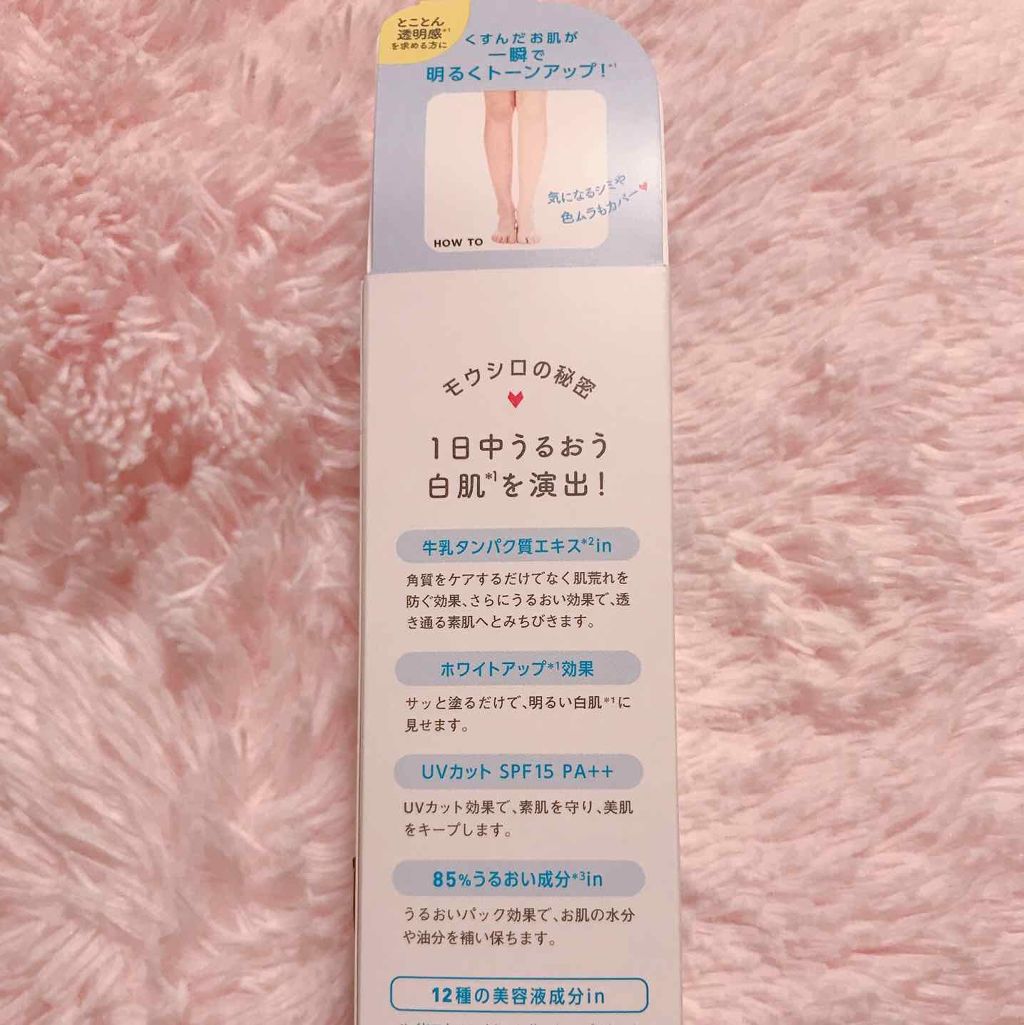 とことん
透明感*1
を求める方に
くすんだお肌が
一瞬で
明るくトーンアップ!*1
気になるシミや
色ムラもカバー
HOW TO
モウシロの秘密
1日中うるおう
白肌*1を演出!
牛乳タンパク質エキス*2in
角質をケアするだけでなく肌荒れを
防ぐ効果、さらにうるおい効果で、透
き通る素肌へとみちびきます。
ホワイトアップ*1効果
サッと塗るだけで、明るい白肌*1に
見せます。
UVカット SPF15 PA++
UVカット効果で、素肌を守り、美肌
をキープします。
85%うるおい成分*3in
うるおいパック効果で、お肌の水分
や油分を補い保ちます。
12種の美容液成分in